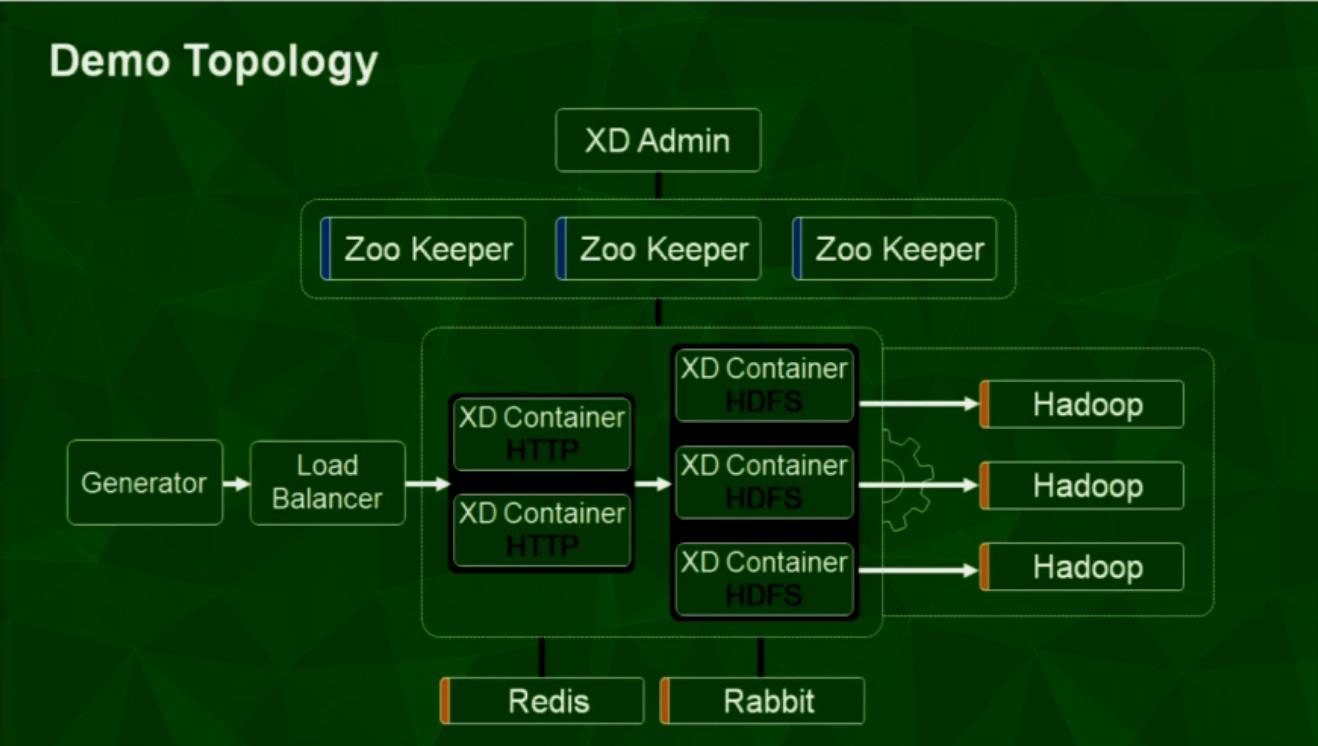 Demo Topology
XD Admin
Zoo Keeper
Zoo Keeper
Zoo Keeper
Generator
Load
Balancer
XD Container
HTTP
XD Container
HTTP
XD Container
HDFS
XD Container
HDFS
XD Container
HDFS
Hadoop
Hadoop
Hadoop
Redis
Rabbit